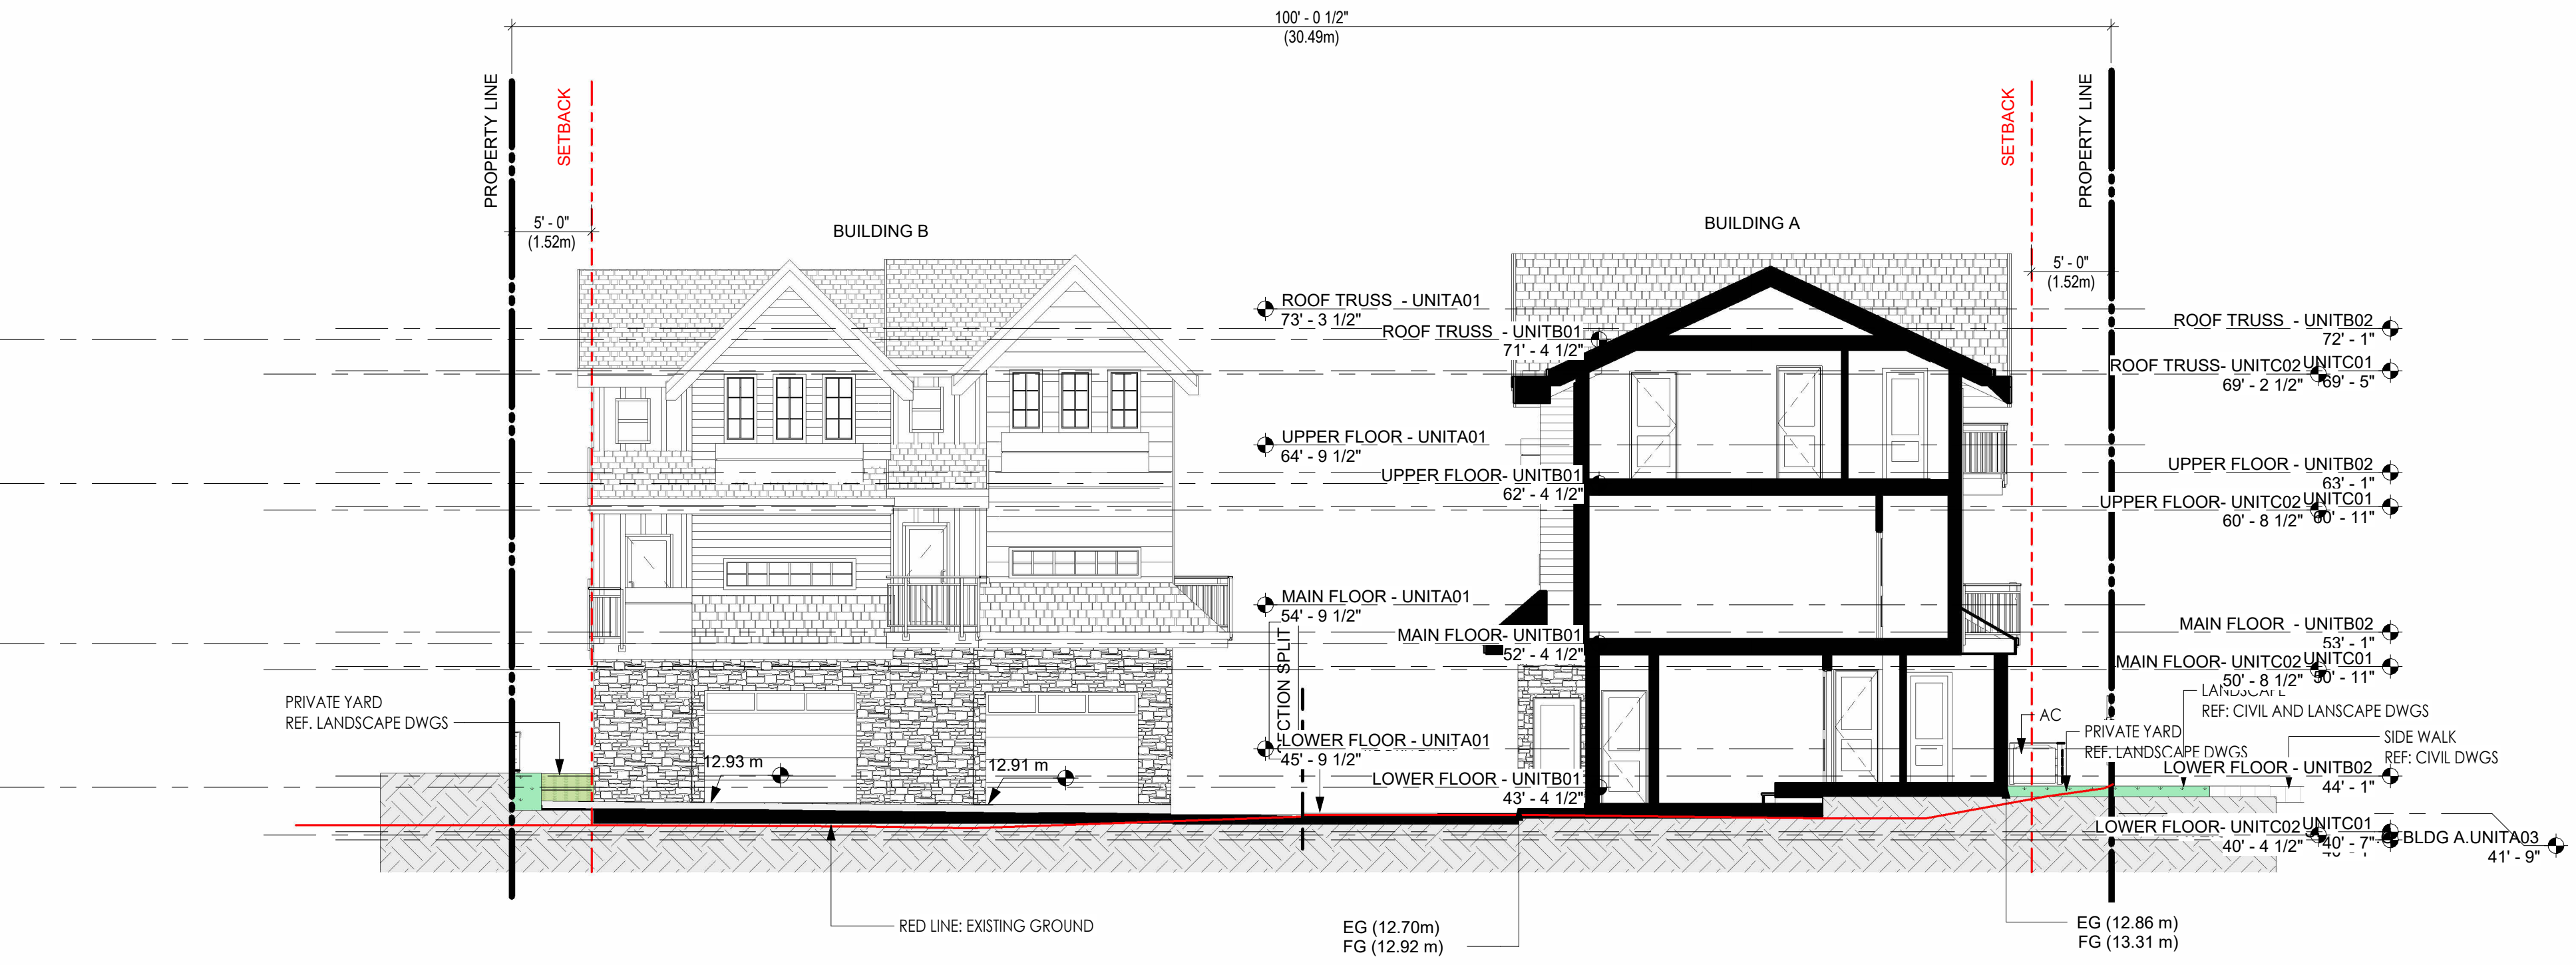 100' - 0 1/2"
(30.49m)
PROPERTY LINE
SETBACK
SETBACK
PROPERTY LINE
5' - 0"
(1.52m)
BUILDING B
BUILDING A
5' - 0"
(1.52m)
ROOF TRUSS - UNITA01
73' - 3 1/2"
ROOF TRUSS - UNITB01
71' - 4 1/2"
ROOF TRUSS - UNITB02
72' - 1"
ROOF TRUSS- UNITC02
69' - 2 1/2"
UNITC01
69' - 5"
UPPER FLOOR - UNITA01
64' - 9 1/2"
UPPER FLOOR- UNITB01
62' - 4 1/2"
UPPER FLOOR - UNITB02
63' - 1"
UPPER FLOOR- UNITC02
60' - 8 1/2"
UNITC01
60' - 11"
MAIN FLOOR - UNITA01
54' - 9 1/2"
MAIN FLOOR- UNITB01
52' - 4 1/2"
MAIN FLOOR - UNITB02
53' - 1"
MAIN FLOOR- UNITC02
50' - 8 1/2"
UNITC01
50' - 11"
SECTION SPLIT
PRIVATE YARD
REF. LANDSCAPE DWGS
LANDSCAPE
REF: CIVIL AND LANSCAPE DWGS
AC
PRIVATE YARD
REF. LANDSCAPE DWGS
SIDE WALK
REF: CIVIL DWGS
12.93 m
12.91 m
LOWER FLOOR - UNITA01
45' - 9 1/2"
LOWER FLOOR - UNITB01
43' - 4 1/2"
LOWER FLOOR - UNITB02
44' - 1"
LOWER FLOOR- UNITC02
40' - 4 1/2"
UNITC01
40' - 7"
BLDG A.UNITA03
41' - 9"
RED LINE: EXISTING GROUND
EG (12.70m)
FG (12.92 m)
EG (12.86 m)
FG (13.31 m)